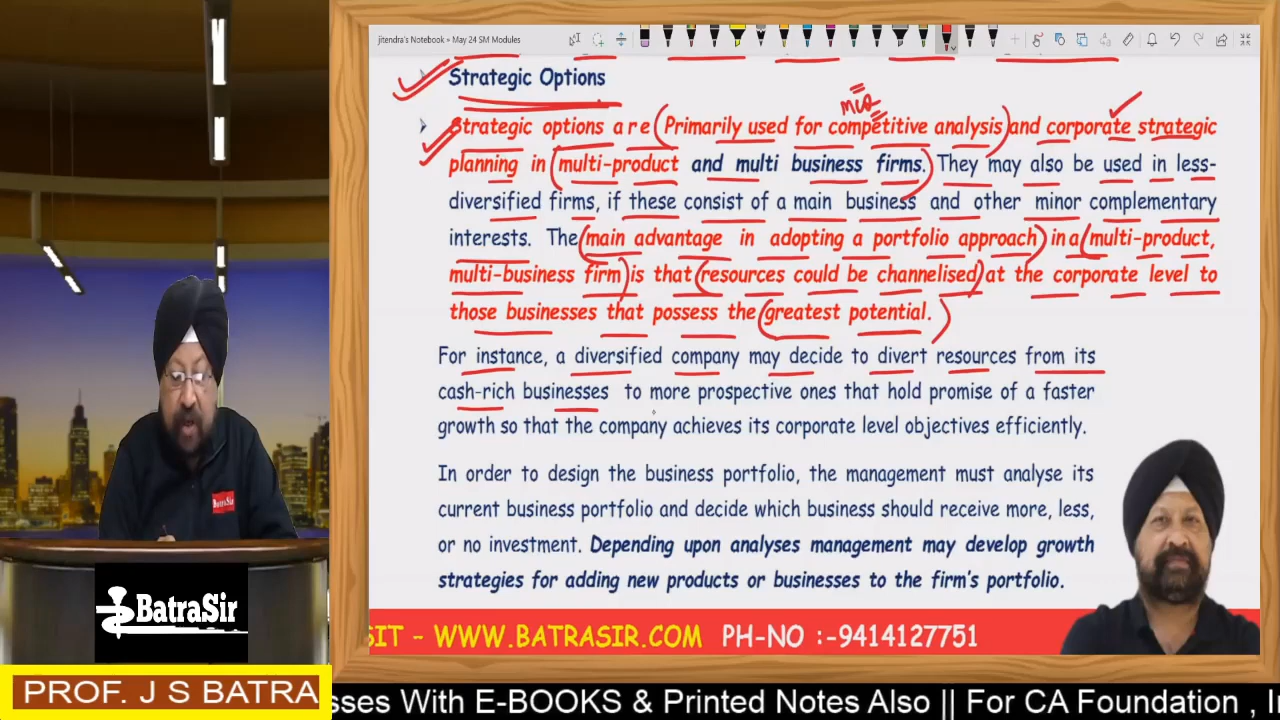 jitendra's Notebook » May 24 SM Modules
Strategic Options
MCQ
Strategic options are (Primarily used for competitive analysis) and corporate strategic
planning in (multi-product and multi business firms.) They may also be used in less-
diversified firms, if these consist of a main business and other minor complementary
interests. The (main advantage in adopting a portfolio approach) in a (multi-product,
multi-business firm) is that (resources could be channelised) at the corporate level to
those businesses that possess the (greatest potential.)
For instance, a diversified company may decide to divert resources from its
cash-rich businesses to more prospective ones that hold promise of a faster
growth so that the company achieves its corporate level objectives efficiently.
In order to design the business portfolio, the management must analyse its
current business portfolio and decide which business should receive more, less,
or no investment. Depending upon analyses management may develop growth
strategies for adding new products or businesses to the firm's portfolio.
BatraSir
BatraSir
SIT - WWW.BATRASIR.COM PH-NO :-9414127751
PROF. J S BATRA
sses With E-BOOKS & Printed Notes Also || For CA Foundation , In